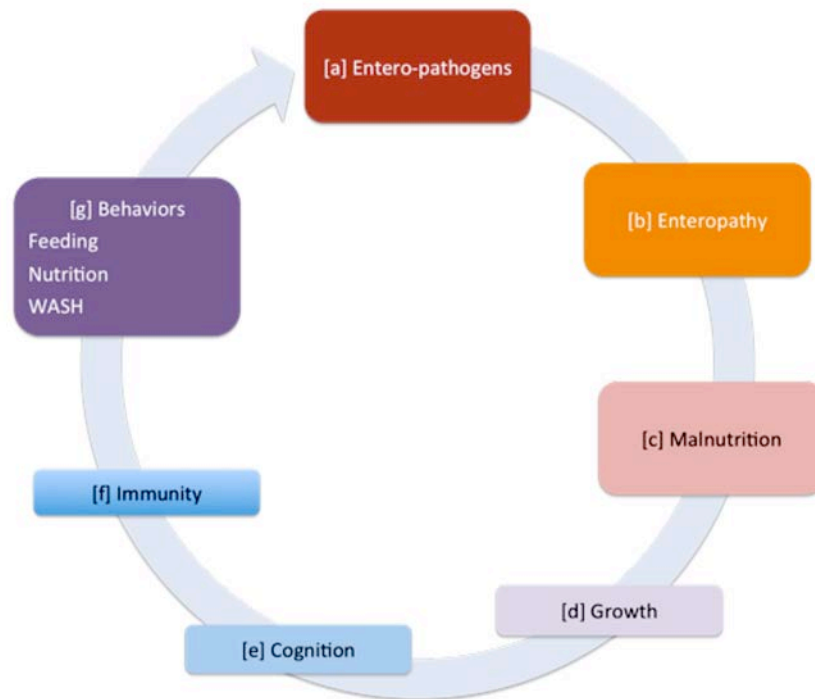 [a] Entero-pathogens
[b] Enteropathy
[c] Malnutrition
[d] Growth
[e] Cognition
[f] Immunity
[g] Behaviors
Feeding
Nutrition
WASH